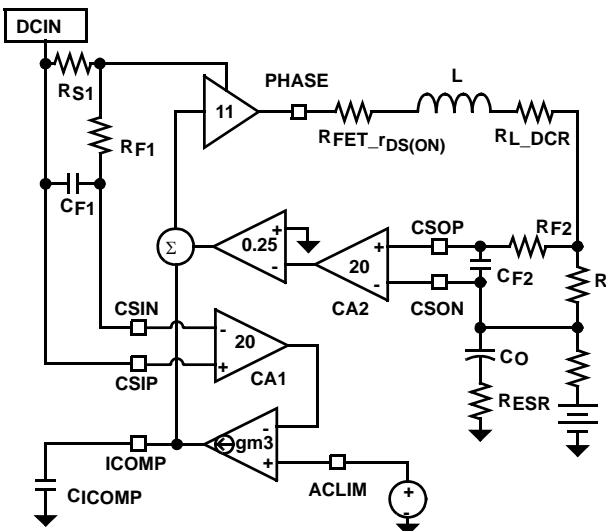 DCIN
RS1
RF1
CF1
11
PHASE
RFET_rDS(ON)
L
RL_DCR
Σ
0.25
+
-
CSOP
CSON
+
-
20
CA2
RF2
CF2
R
CSIN
CSIP
-
+
20
CA1
CO
RESR
ICOMP
CICOMP
gm3
-
+
ACLIM
+
-